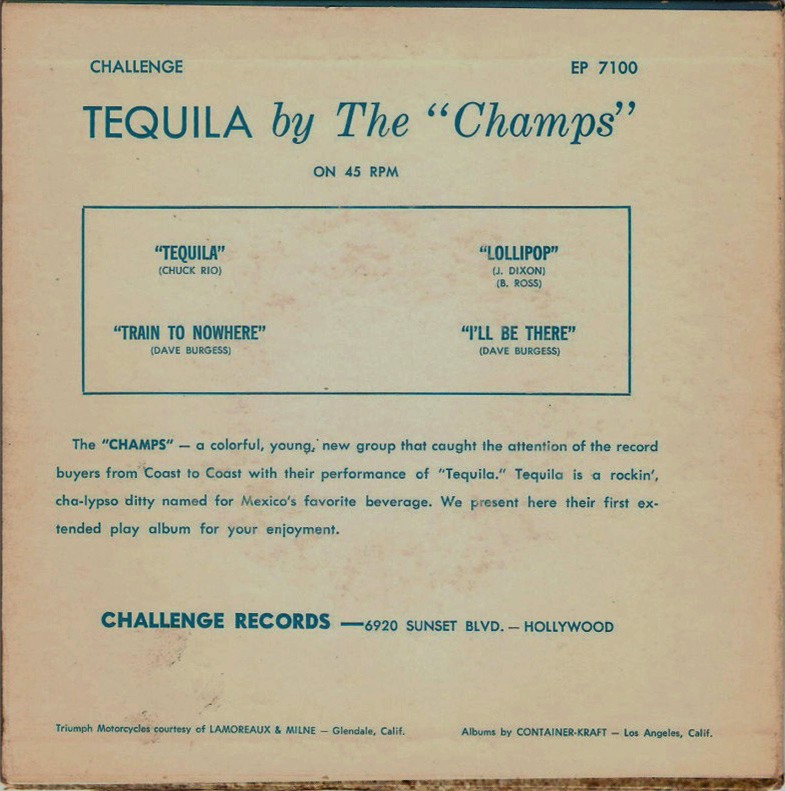 CHALLENGE EP 7100
TEQUILA by The “Champs”
ON 45 RPM
“TEQUILA” “LOLLIPOP”
(CHUCK RIO) (J. DIXON)
(B. ROSS)
“TRAIN TO NOWHERE” “I'LL BE THERE”
(DAVE BURGESS) (DAVE BURGESS)
The “CHAMPS” — a colorful, young, new group that caught the attention of the record
buyers from Coast to Coast with their performance of “Tequila.” Tequila is a rockin',
cha-lypso ditty named for Mexico's favorite beverage. We present here their first ex-
tended play album for your enjoyment.
CHALLENGE RECORDS — 6920 SUNSET BLVD. — HOLLYWOOD
Triumph Motorcycles courtesy of LAMOREAUX & MILNE — Glendale, Calif. Albums by CONTAINER-KRAFT — Los Angeles, Calif.